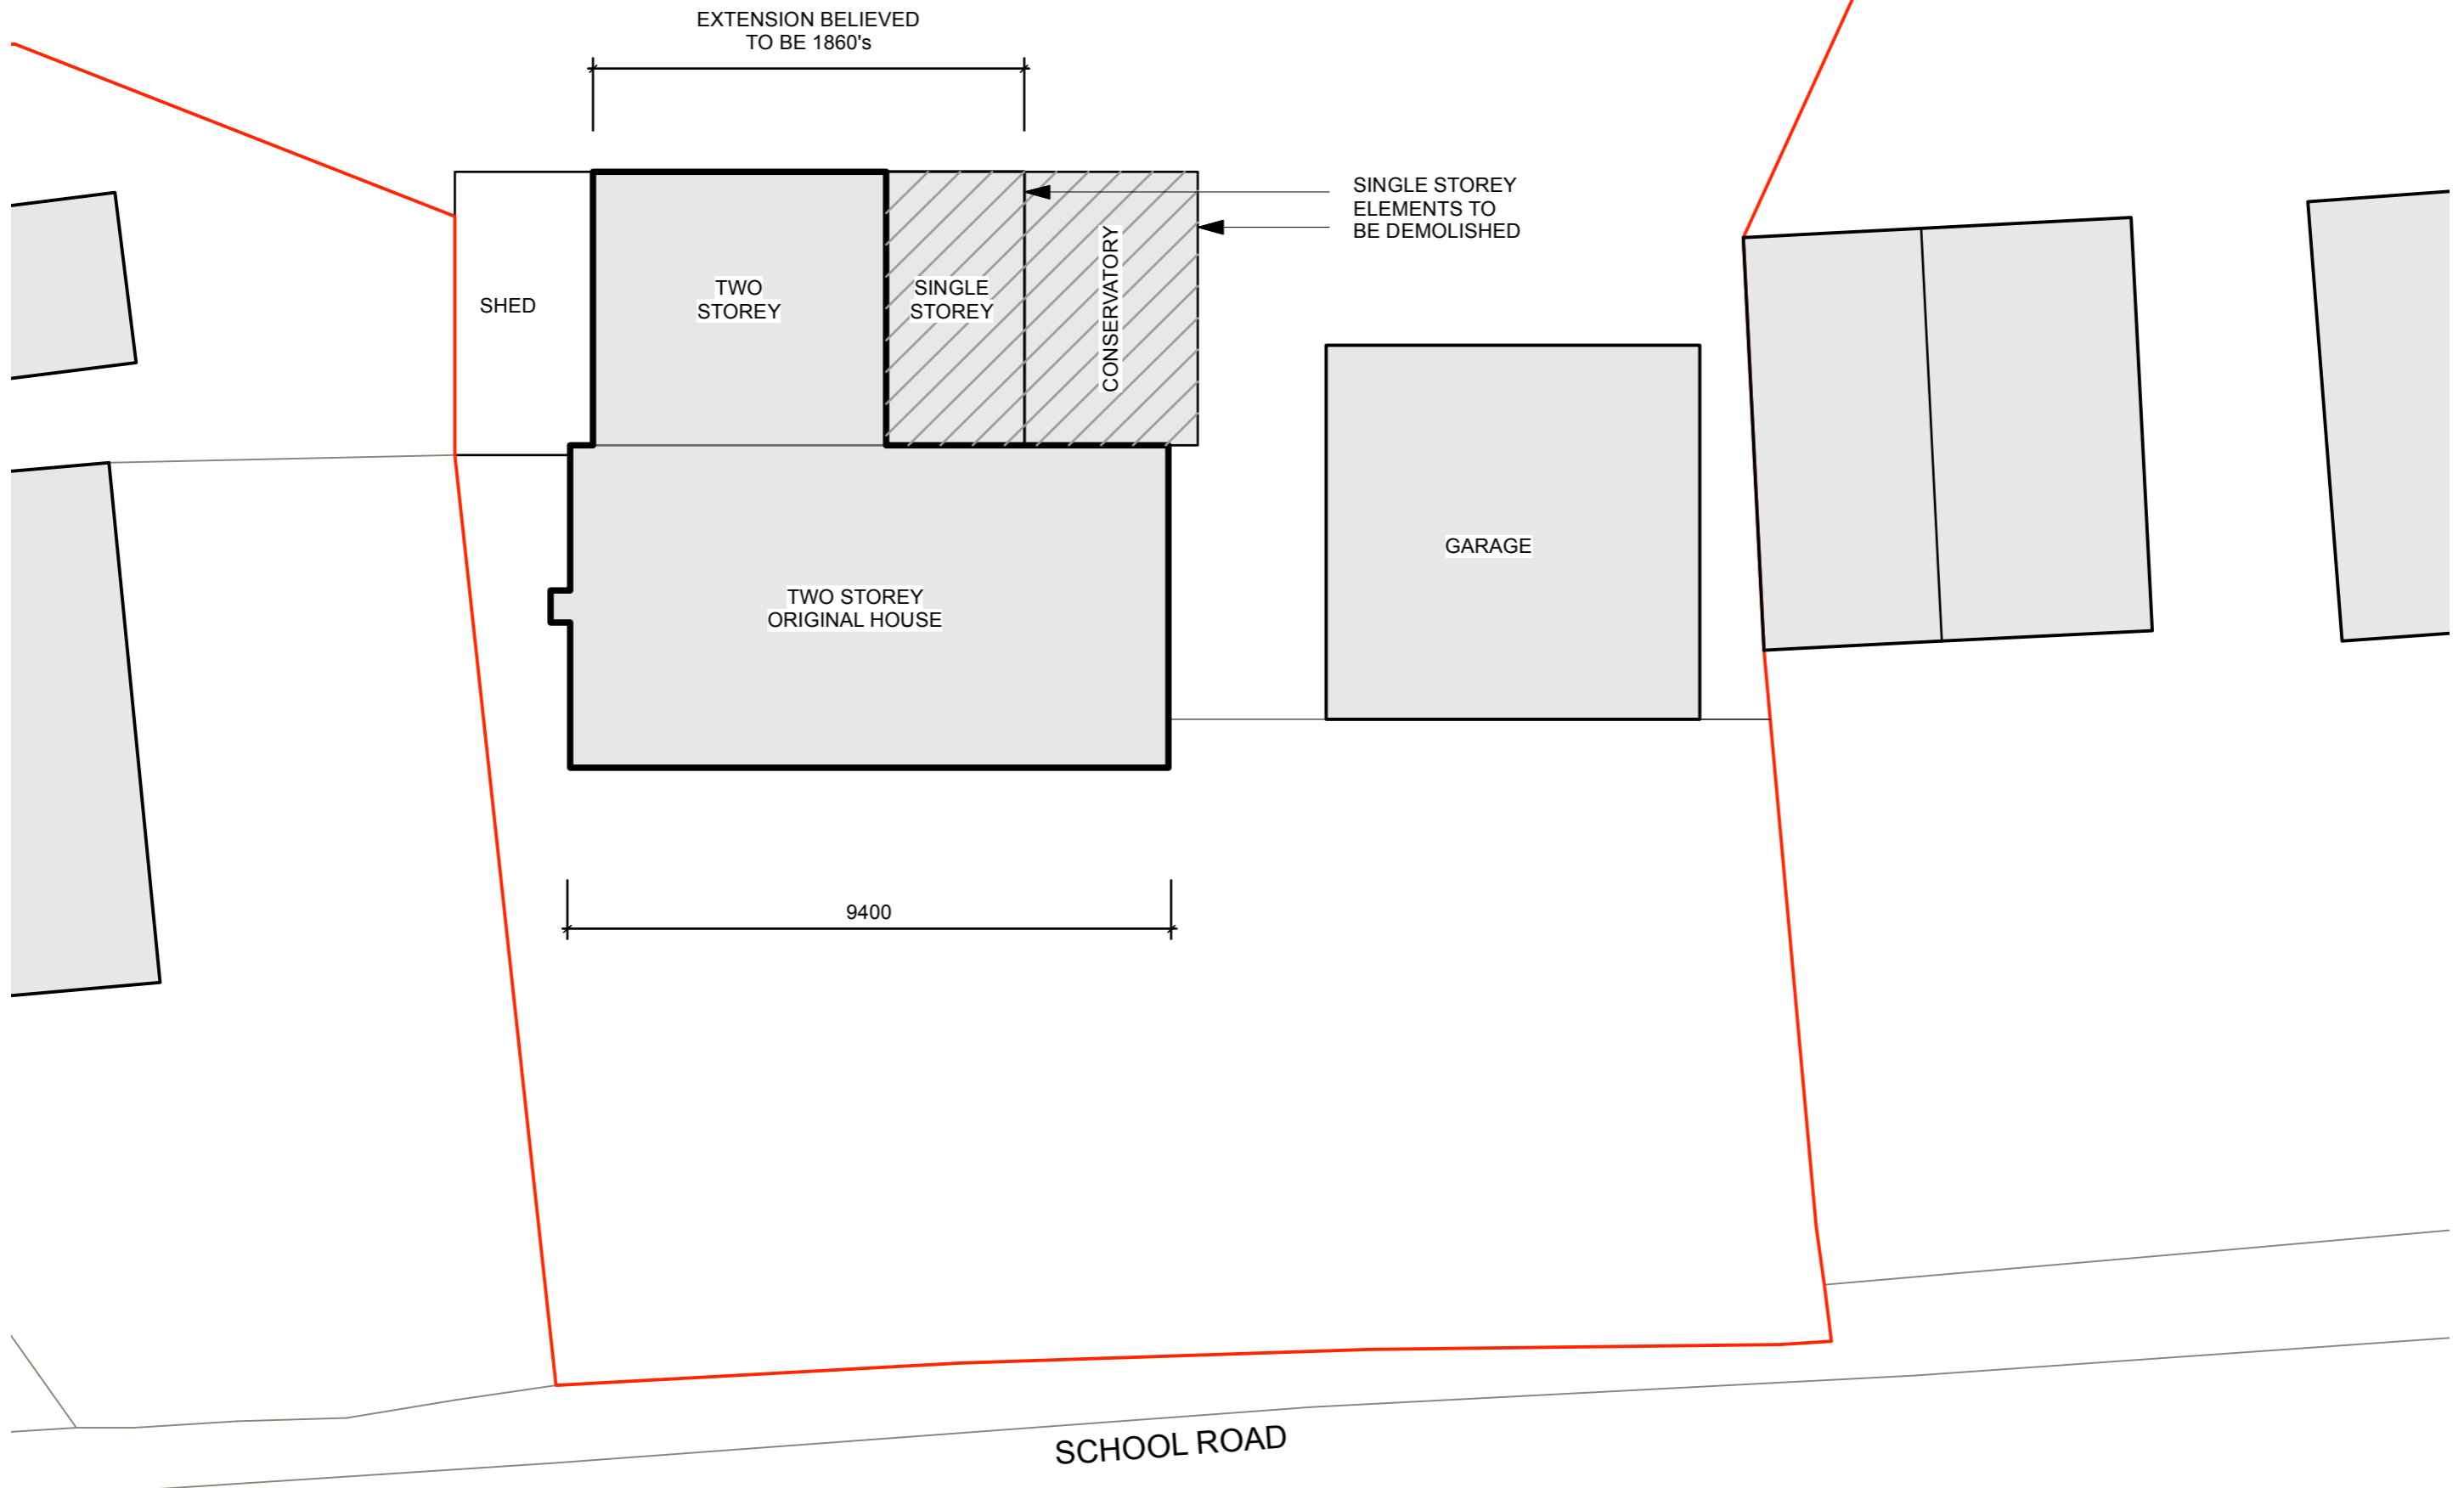 EXTENSION BELIEVED
TO BE 1860's
SINGLE STOREY
ELEMENTS TO
BE DEMOLISHED
SHED
TWO
STOREY
SINGLE
STOREY
CONSERVATORY
GARAGE
TWO STOREY
ORIGINAL HOUSE
9400
SCHOOL ROAD